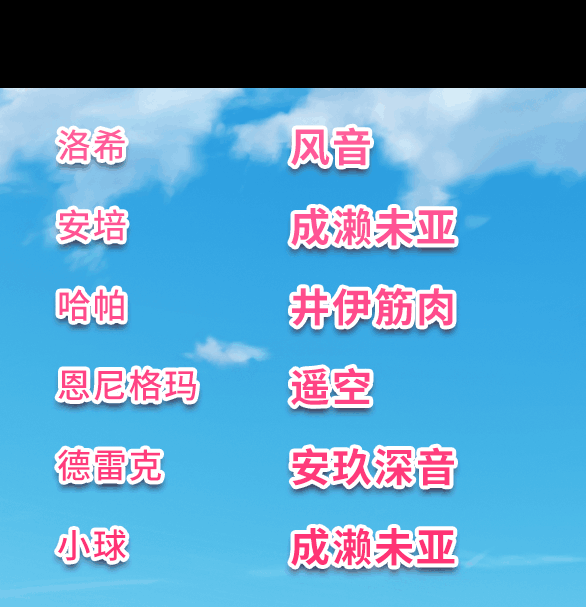 洛希 风音
安培 成濑未亚
哈帕 井伊筋肉
恩尼格玛 遥空
德雷克 安玖深音
小球 成濑未亚